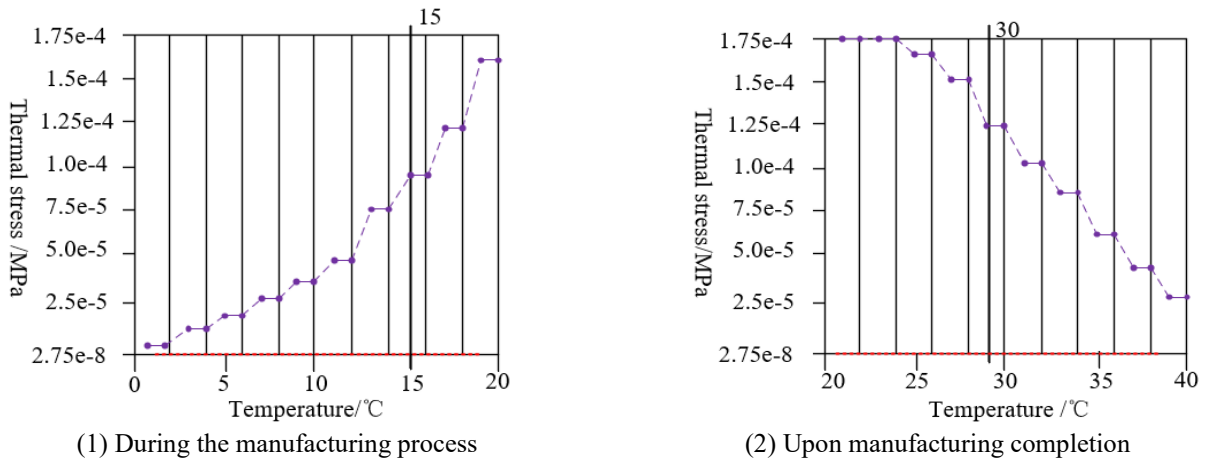 15
1.75e-4
1.5e-4
1.25e-4
1.0e-4
7.5e-5
5.0e-5
2.5e-5
2.75e-8
Thermal stress /MPa
0
5
10
15
20
Temperature/℃
(1) During the manufacturing process
30
1.75e-4
1.5e-4
1.25e-4
1.0e-4
7.5e-5
5.0e-5
2.5e-5
2.75e-8
Thermal stress/MPa
20
25
30
35
40
Temperature /℃
(2) Upon manufacturing completion